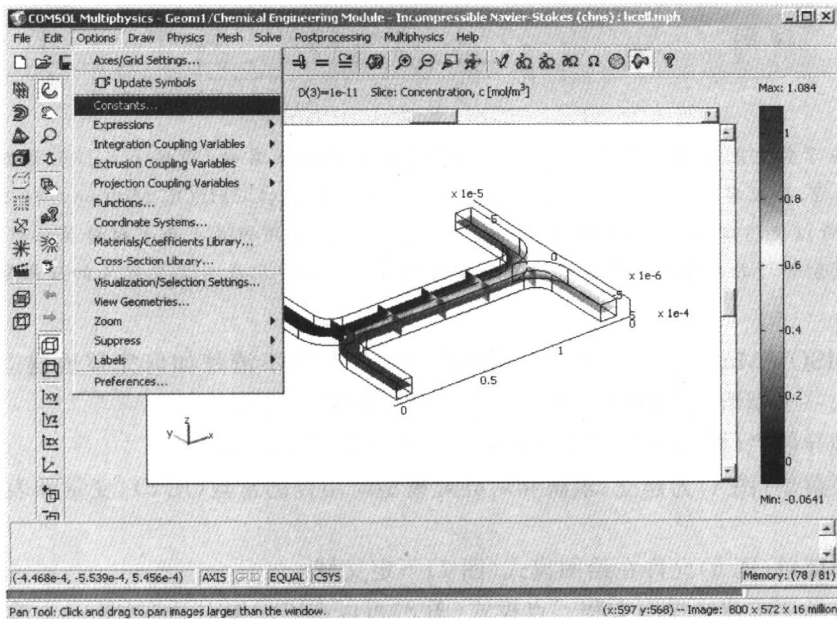 COMSOL Multiphysics - Geom1/Chemical Engineering Module - Incompressible Navier-Stokes (chns) : hcell.mph
File Edit Options Draw Physics Mesh Solve Postprocessing Multiphysics Help
Axes/Grid Settings...
Update Symbols
Constants...
Expressions
Integration Coupling Variables
Extrusion Coupling Variables
Projection Coupling Variables
Functions...
Coordinate Systems...
Materials/Coefficients Library...
Cross-Section Library...
Visualization/Selection Settings...
View Geometries...
Zoom
Suppress
Labels
Preferences...
D(3)=1e-11 Slice: Concentration, c [mol/m³]
Max: 1.084
1
0.8
0.6
0.4
0.2
0
Min: -0.0641
x 1e-5
5
0
x 1e-6
5
5
0
x 1e-4
1
0.5
0
z
y
x
(-4.468e-4, -5.539e-4, 5.456e-4) AXIS GRID EQUAL CSYS Memory: (78 / 81)
Pan Tool: Click and drag to pan images larger than the window. (x:597 y:568) -- Image: 800 x 572 x 16 million